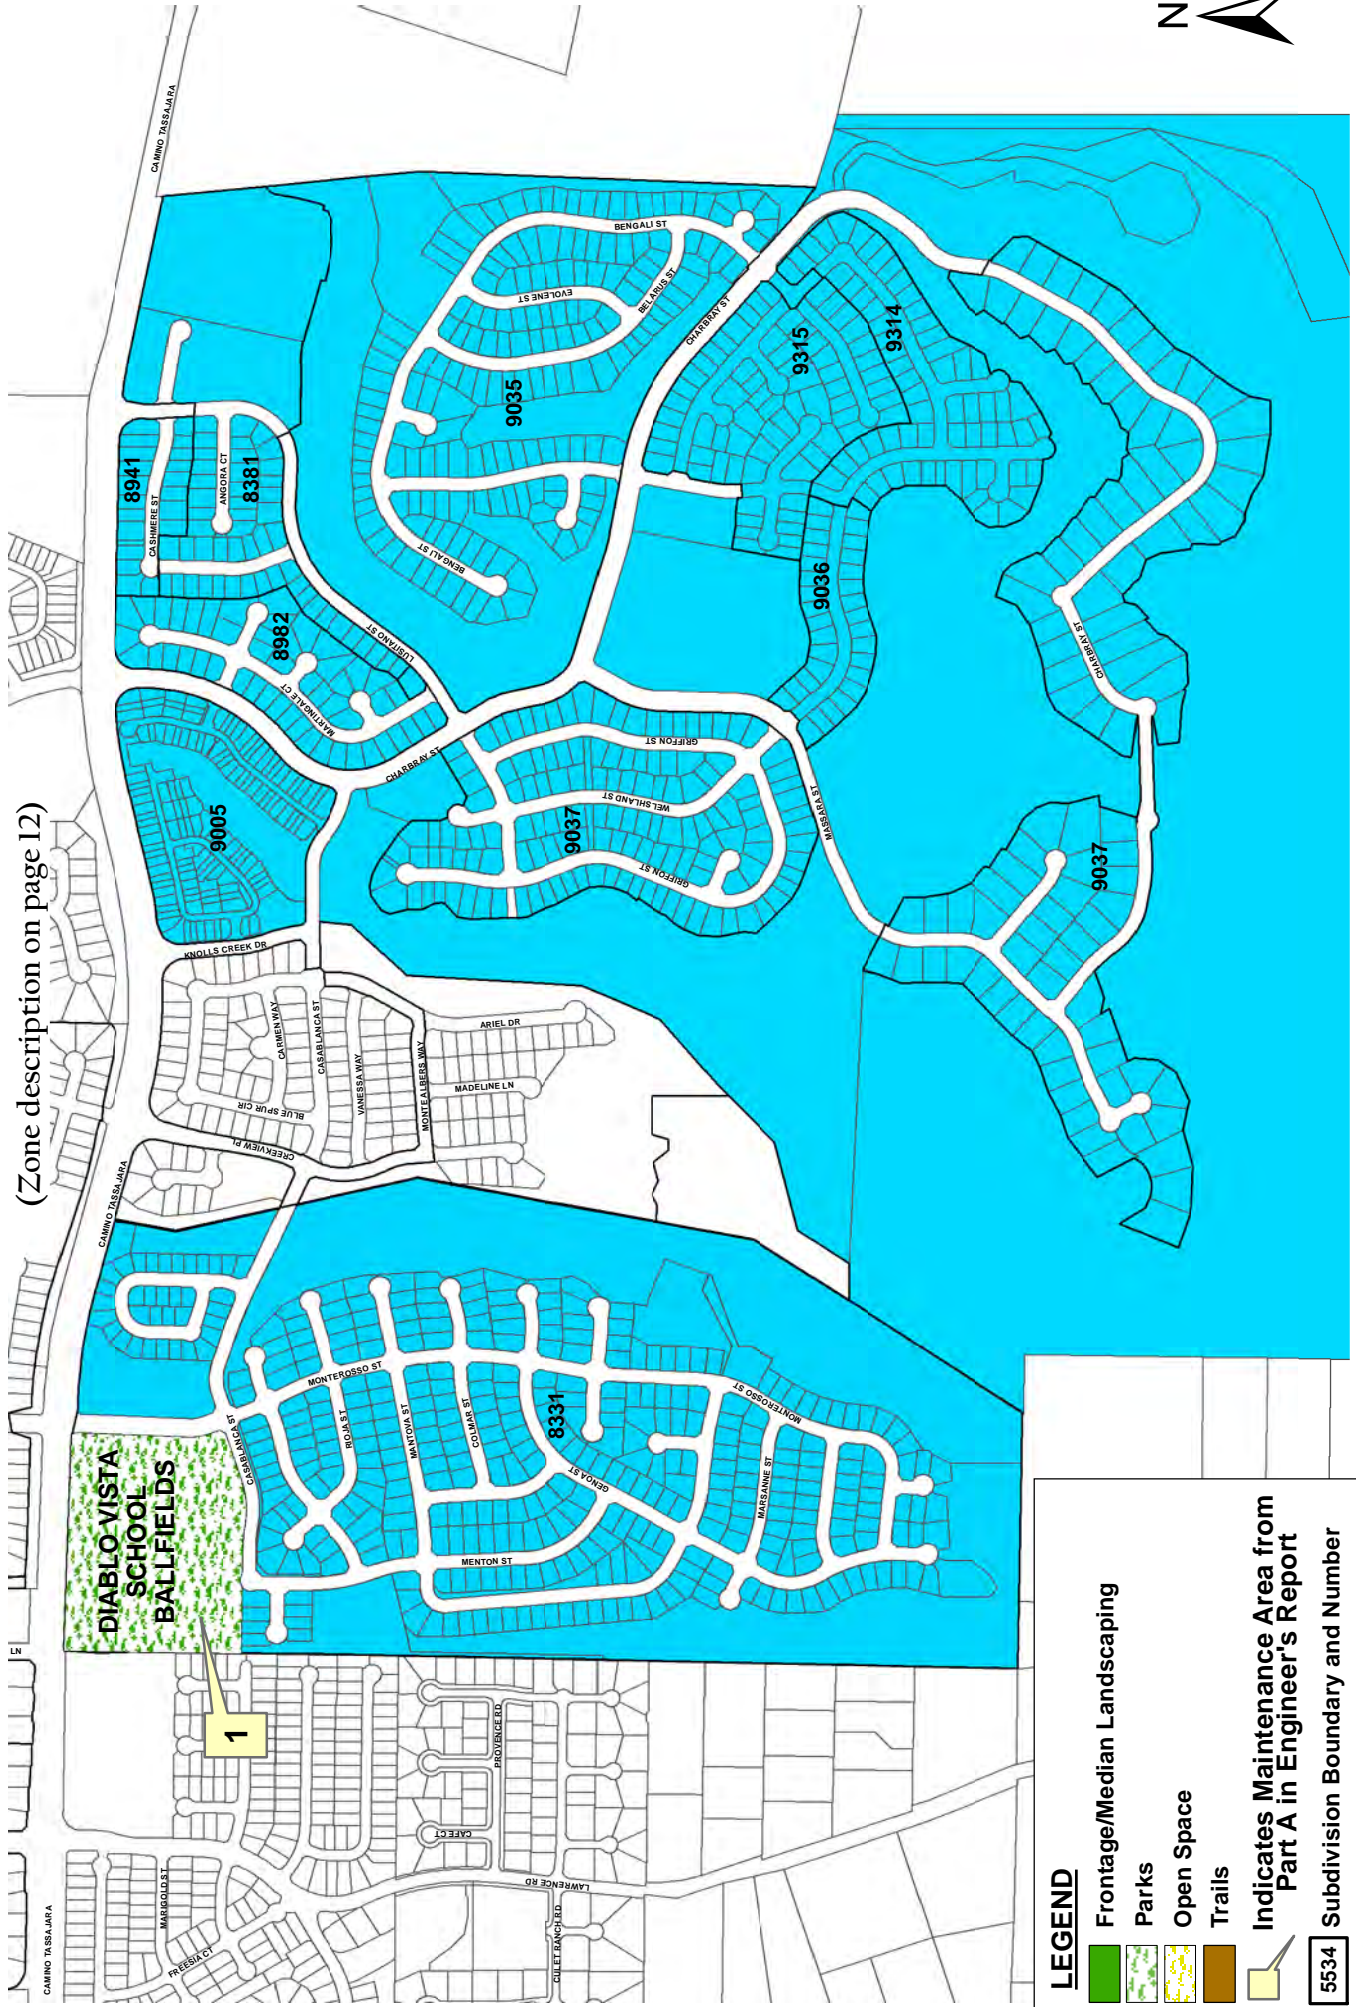 (Zone description on page 12)
N
CAMINO TASSAJARA
CAMINO TASSAJARA
CAMINO TASSAJARA
LN
DIABLO VISTA
SCHOOL
BALLFIELDS
1
8941
CASHMERE ST
ANGORA CT
8381
8982
MARTINGALE CT
LUSITANO ST
9005
KNOLLS CREEK DR
CHARBRAY ST
9035
BENGALI ST
BENGALI ST
EVOLENE ST
BELARUS ST
CHARBRAY ST
9315
9314
9036
GRIFFON ST
WELSHLAND ST
9037
GRIFFON ST
MASSARA ST
CHARBRAY ST
9037
CARMEN WAY
CASABLANCA ST
BLUE SPUR CIR
VANESSA WAY
MONTE ALBERS WAY
CREEKVIEW PL
ARIEL DR
MADELINE LN
CASABLANCA ST
MONTEROSSO ST
RIOJA ST
MANTOVA ST
COLMAR ST
8331
GENOA ST
MENTON ST
MONTEROSSO ST
MARSANNE ST
PROVENCE RD
CAFE CT
LAWRENCE RD
CULET RANCH RD
MARIGOLD ST
FREESIA CT
LEGEND
Frontage/Median Landscaping
Parks
Open Space
Trails
Indicates Maintenance Area from
Part A in Engineer's Report
5534
Subdivision Boundary and Number